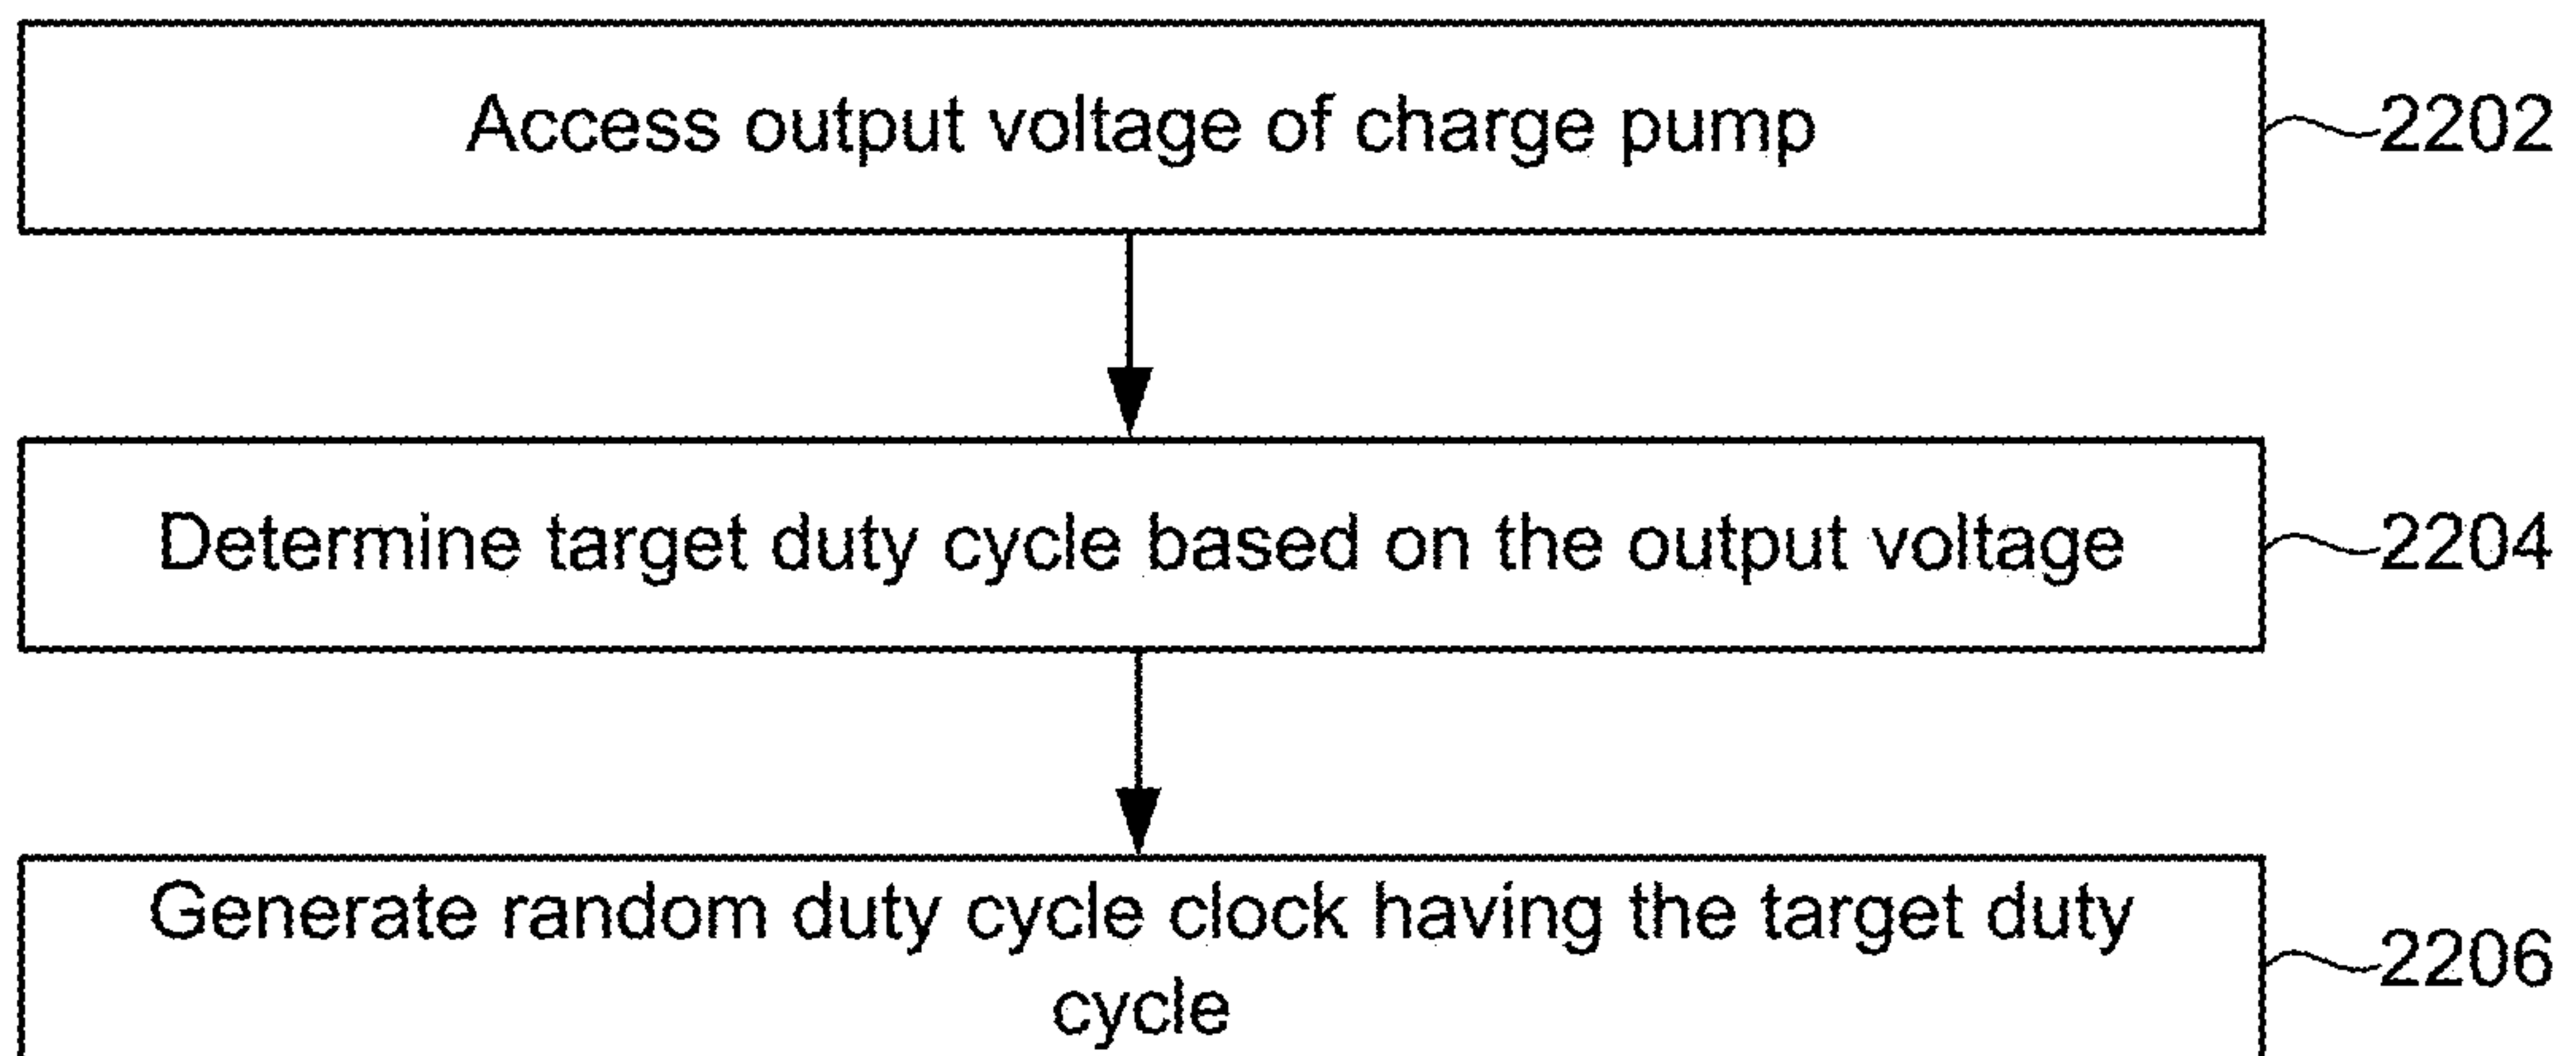 Access output voltage of charge pump
2202
Determine target duty cycle based on the output voltage
2204
Generate random duty cycle clock having the target duty
cycle
2206